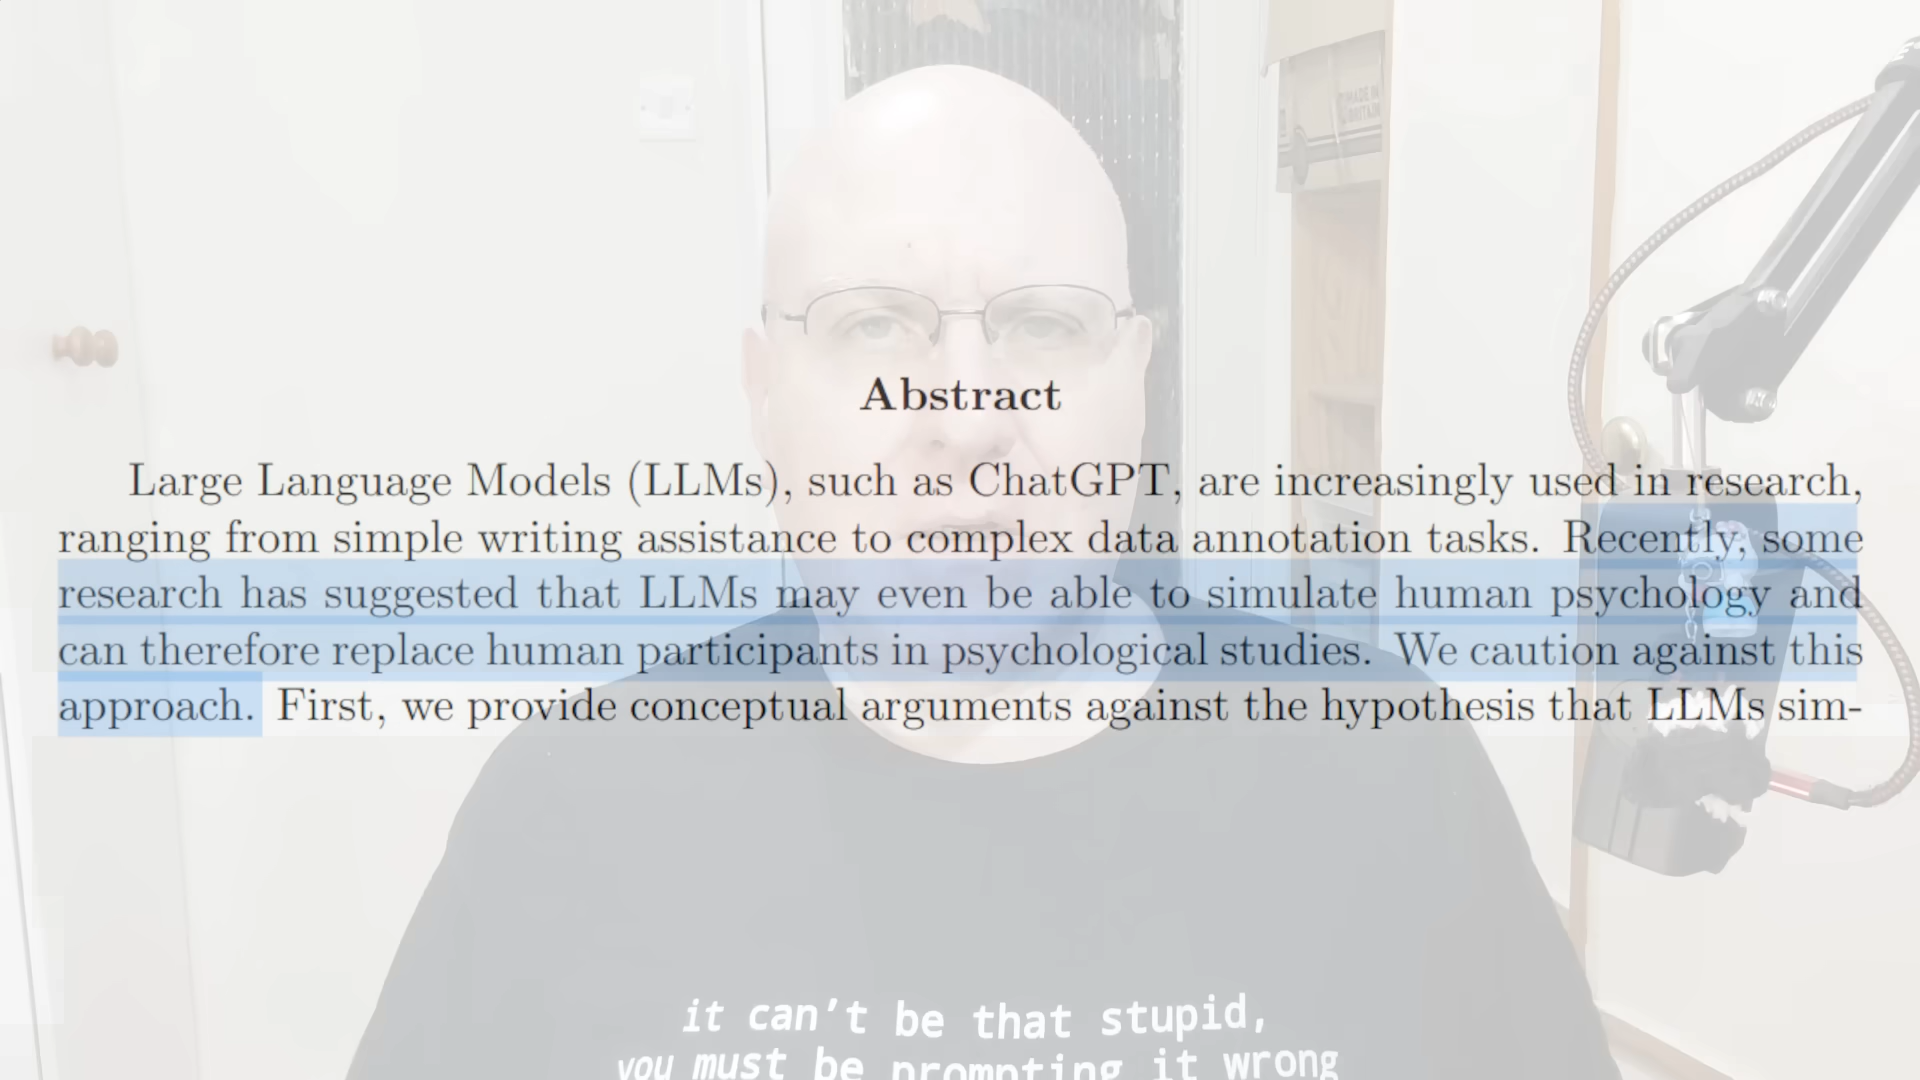 MADE IN
BRITAIN
Abstract
Large Language Models (LLMs), such as ChatGPT, are increasingly used in research,
ranging from simple writing assistance to complex data annotation tasks. Recently, some
research has suggested that LLMs may even be able to simulate human psychology and
can therefore replace human participants in psychological studies. We caution against this
approach. First, we provide conceptual arguments against the hypothesis that LLMs sim-
it can't be that stupid,
you must be prompting it wrong